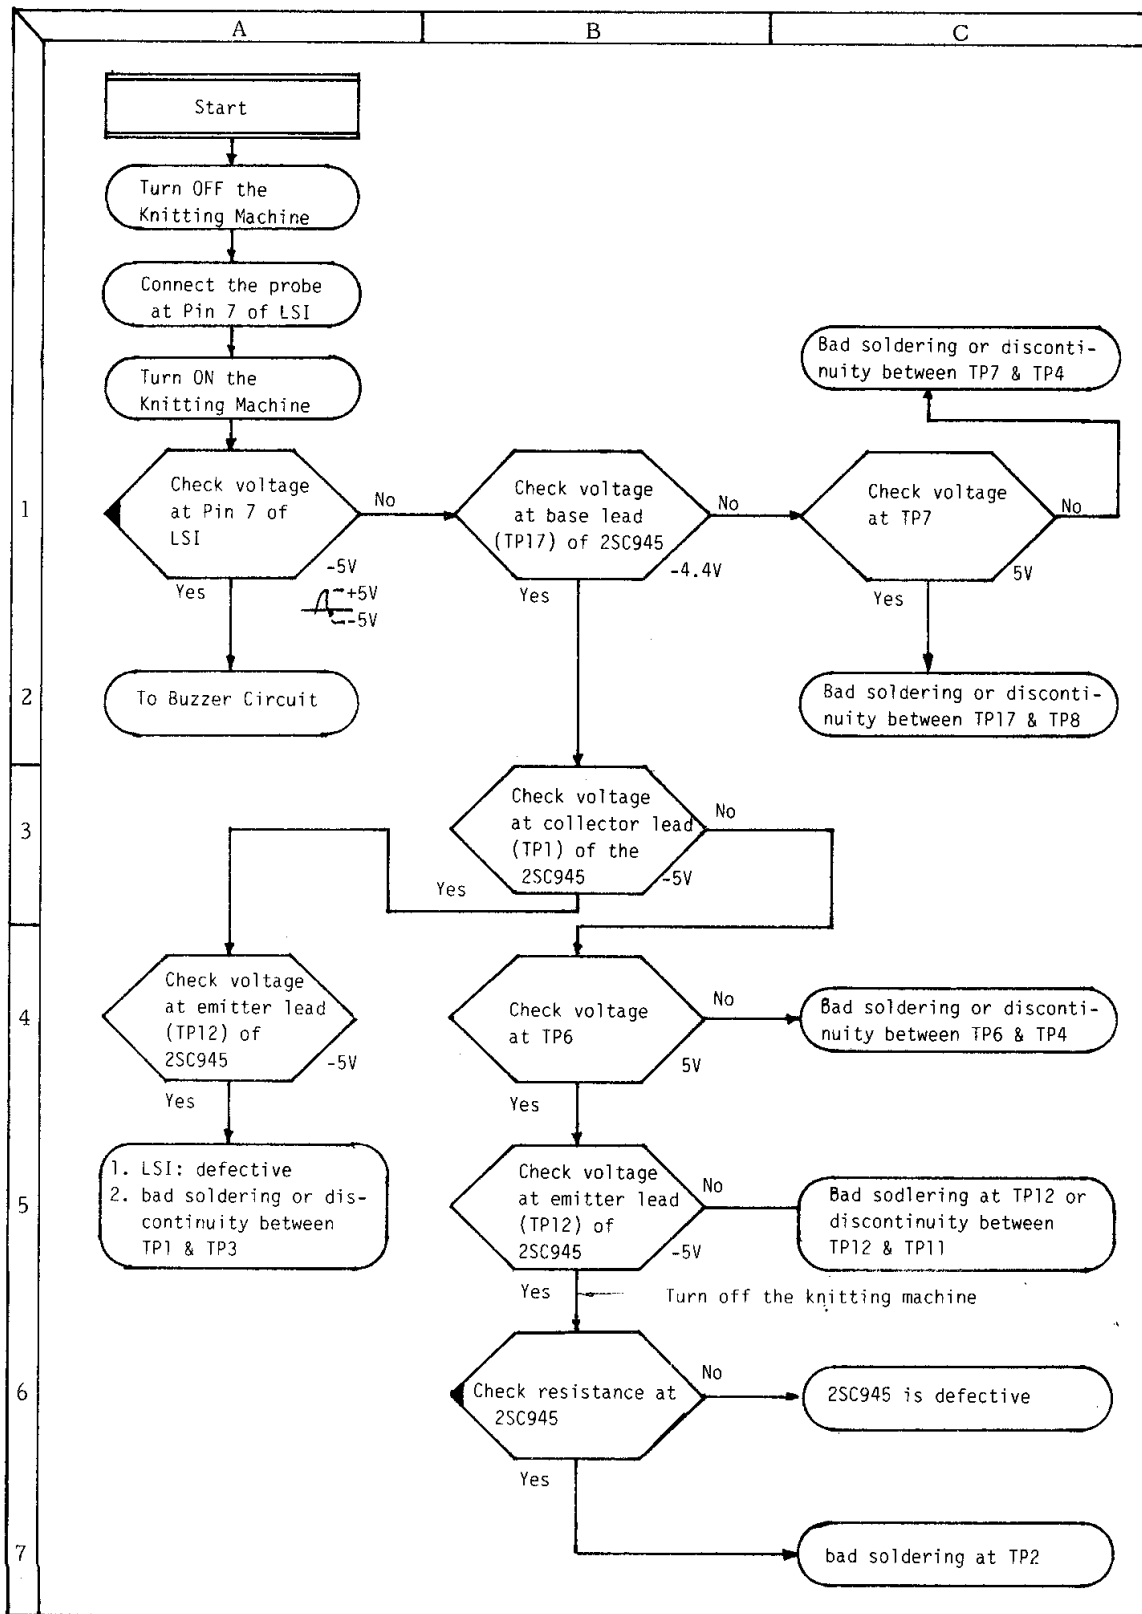 A
B
C
Start
Turn OFF the
Knitting Machine
Connect the probe
at Pin 7 of LSI
Turn ON the
Knitting Machine
Bad soldering or disconti-
nuity between TP7 & TP4
1
Check voltage
at Pin 7 of
LSI
No
-5V
+5V
-5V
Yes
Check voltage
at base lead
(TP17) of 2SC945
No
-4.4V
Yes
Check voltage
at TP7
No
5V
Yes
2
To Buzzer Circuit
Bad soldering or disconti-
nuity between TP17 & TP8
3
Check voltage
at collector lead
(TP1) of the
2SC945
No
-5V
Yes
4
Check voltage
at emitter lead
(TP12) of
2SC945
-5V
Yes
Check voltage
at TP6
No
5V
Yes
Bad soldering or disconti-
nuity between TP6 & TP4
5
1. LSI: defective
2. bad soldering or dis-
continuity between
TP1 & TP3
Check voltage
at emitter lead
(TP12) of
2SC945
No
-5V
Yes
Bad sodlering at TP12 or
discontinuity between
TP12 & TP11
Turn off the knitting machine
6
Check resistance at
2SC945
No
Yes
2SC945 is defective
7
bad soldering at TP2